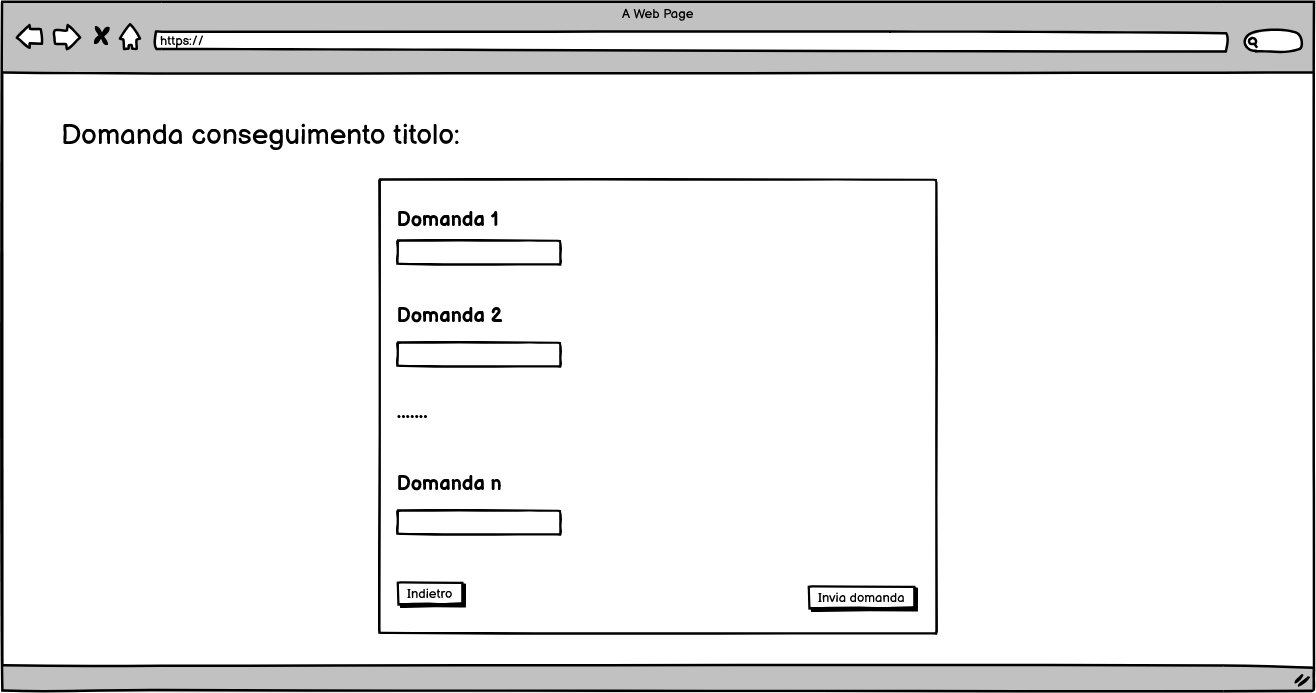 A Web Page
https://
Domanda conseguimento titolo:
Domanda 1
Domanda 2
.......
Domanda n
Indietro
Invia domanda